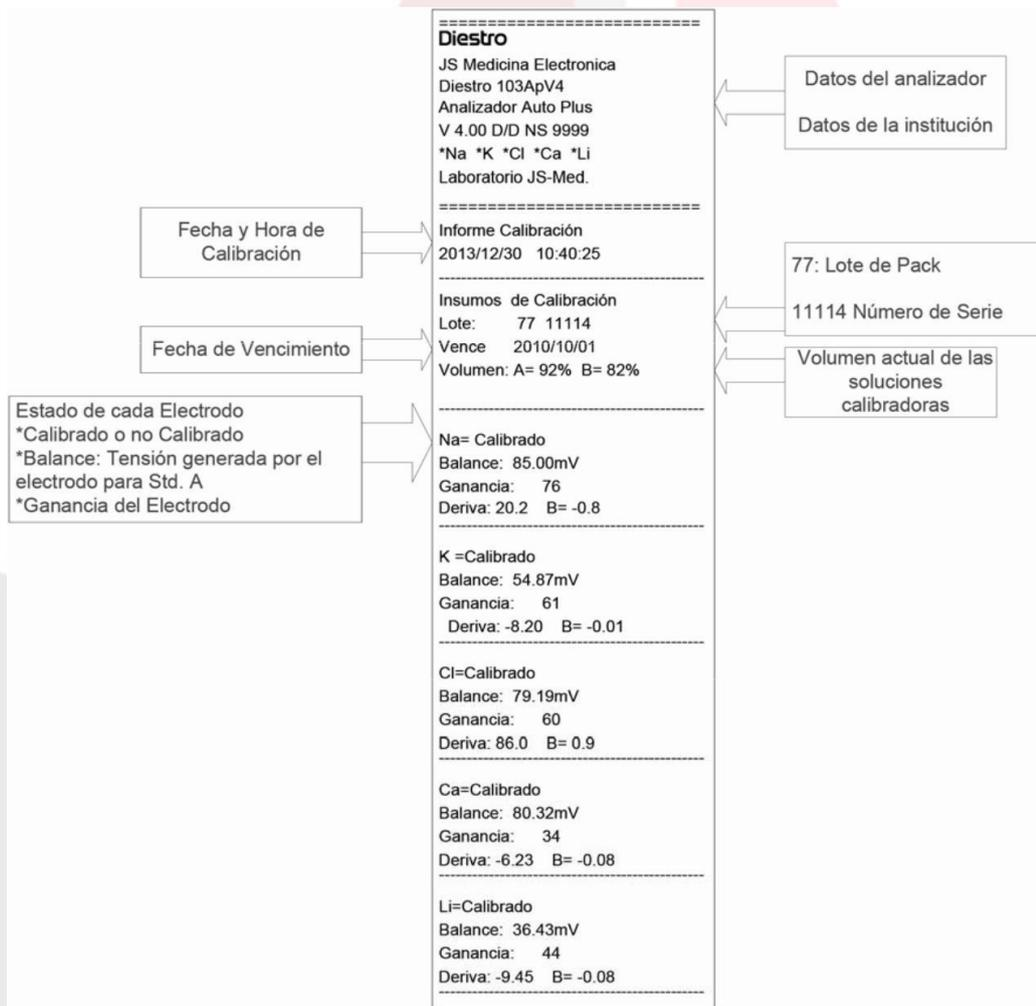 ===========================
Diestro
JS Medicina Electronica
Diestro 103ApV4
Analizador Auto Plus
V 4.00 D/D NS 9999
*Na *K *Cl *Ca *Li
Laboratorio JS-Med.
===========================
Datos del analizador
Datos de la institución
Fecha y Hora de
Calibración
Informe Calibración
2013/12/30 10:40:25
--------------------------------------------------
Insumos de Calibración
Lote: 77 11114
Vence 2010/10/01
Volumen: A= 92% B= 82%
77: Lote de Pack
11114 Número de Serie
Fecha de Vencimiento
Volumen actual de las
soluciones
calibradoras
--------------------------------------------------
Estado de cada Electrodo
*Calibrado o no Calibrado
*Balance: Tensión generada por el
electrodo para Std. A
*Ganancia del Electrodo
Na= Calibrado
Balance: 85.00mV
Ganancia: 76
Deriva: 20.2 B= -0.8
--------------------------------------------------
K =Calibrado
Balance: 54.87mV
Ganancia: 61
Deriva: -8.20 B= -0.01
--------------------------------------------------
Cl=Calibrado
Balance: 79.19mV
Ganancia: 60
Deriva: 86.0 B= 0.9
--------------------------------------------------
Ca=Calibrado
Balance: 80.32mV
Ganancia: 34
Deriva: -6.23 B= -0.08
--------------------------------------------------
Li=Calibrado
Balance: 36.43mV
Ganancia: 44
Deriva: -9.45 B= -0.08
--------------------------------------------------